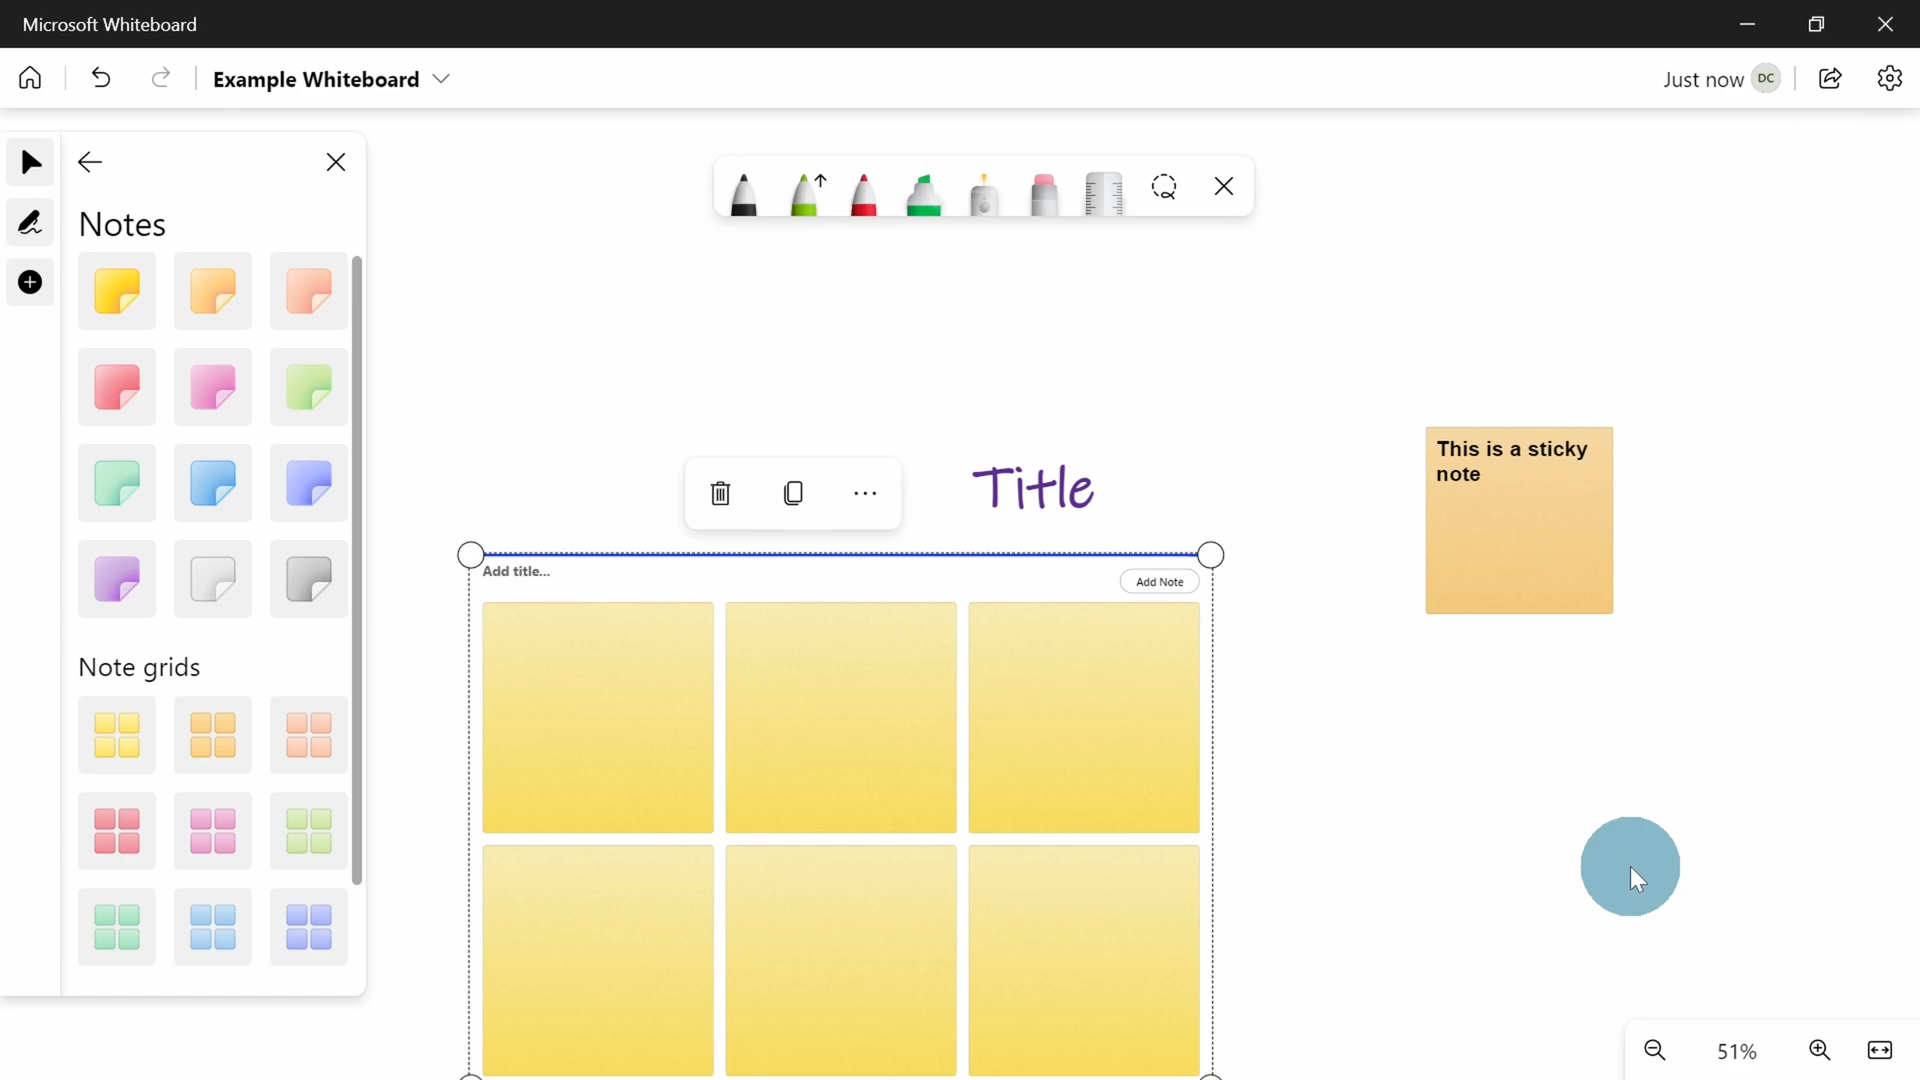 Microsoft Whiteboard
Example Whiteboard
Just now DC
Notes
Title
This is a sticky
note
Add title...
Add Note
Note grids
51%